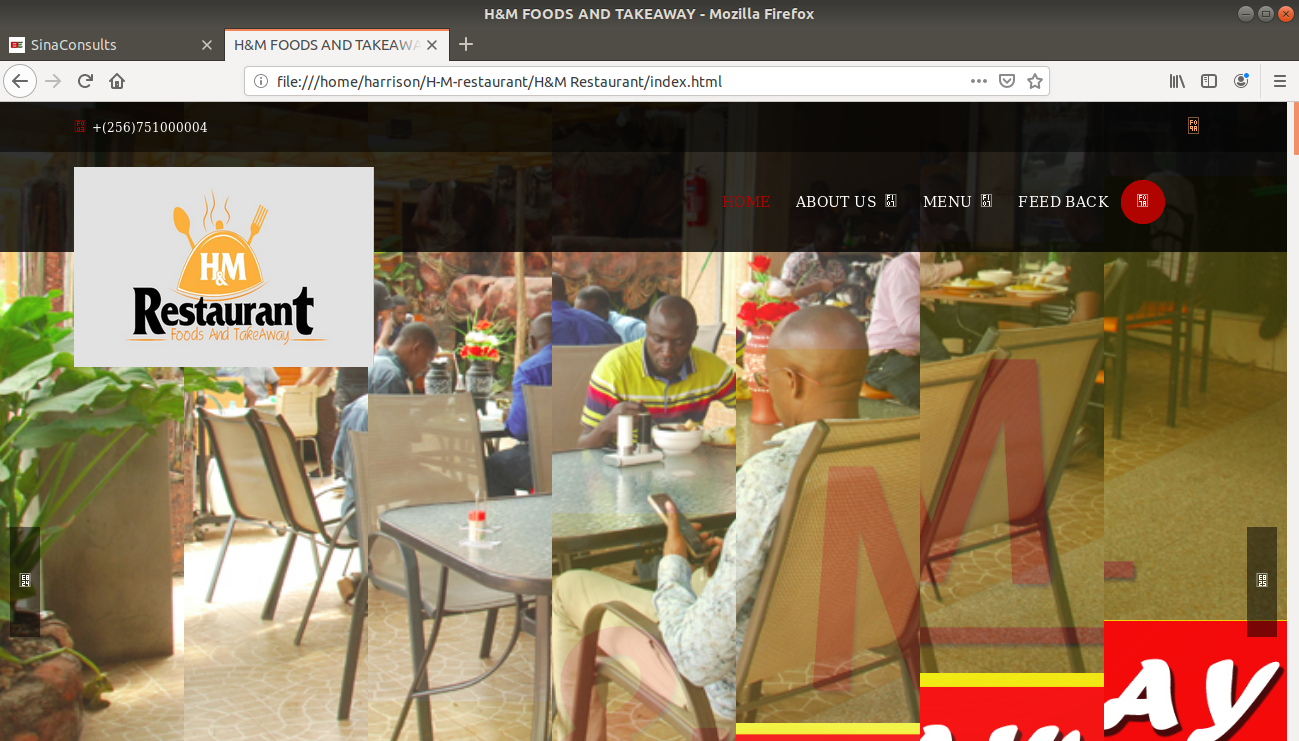 H&M FOODS AND TAKEAWAY - Mozilla Firefox
SinaConsults
H&M FOODS AND TAKEAWA
file:///home/harrison/H-M-restaurant/H&M Restaurant/index.html
+(256)751000004
HOME ABOUT US MENU FEED BACK
H&M
Restaurant
Foods And TakeAway
M
AY